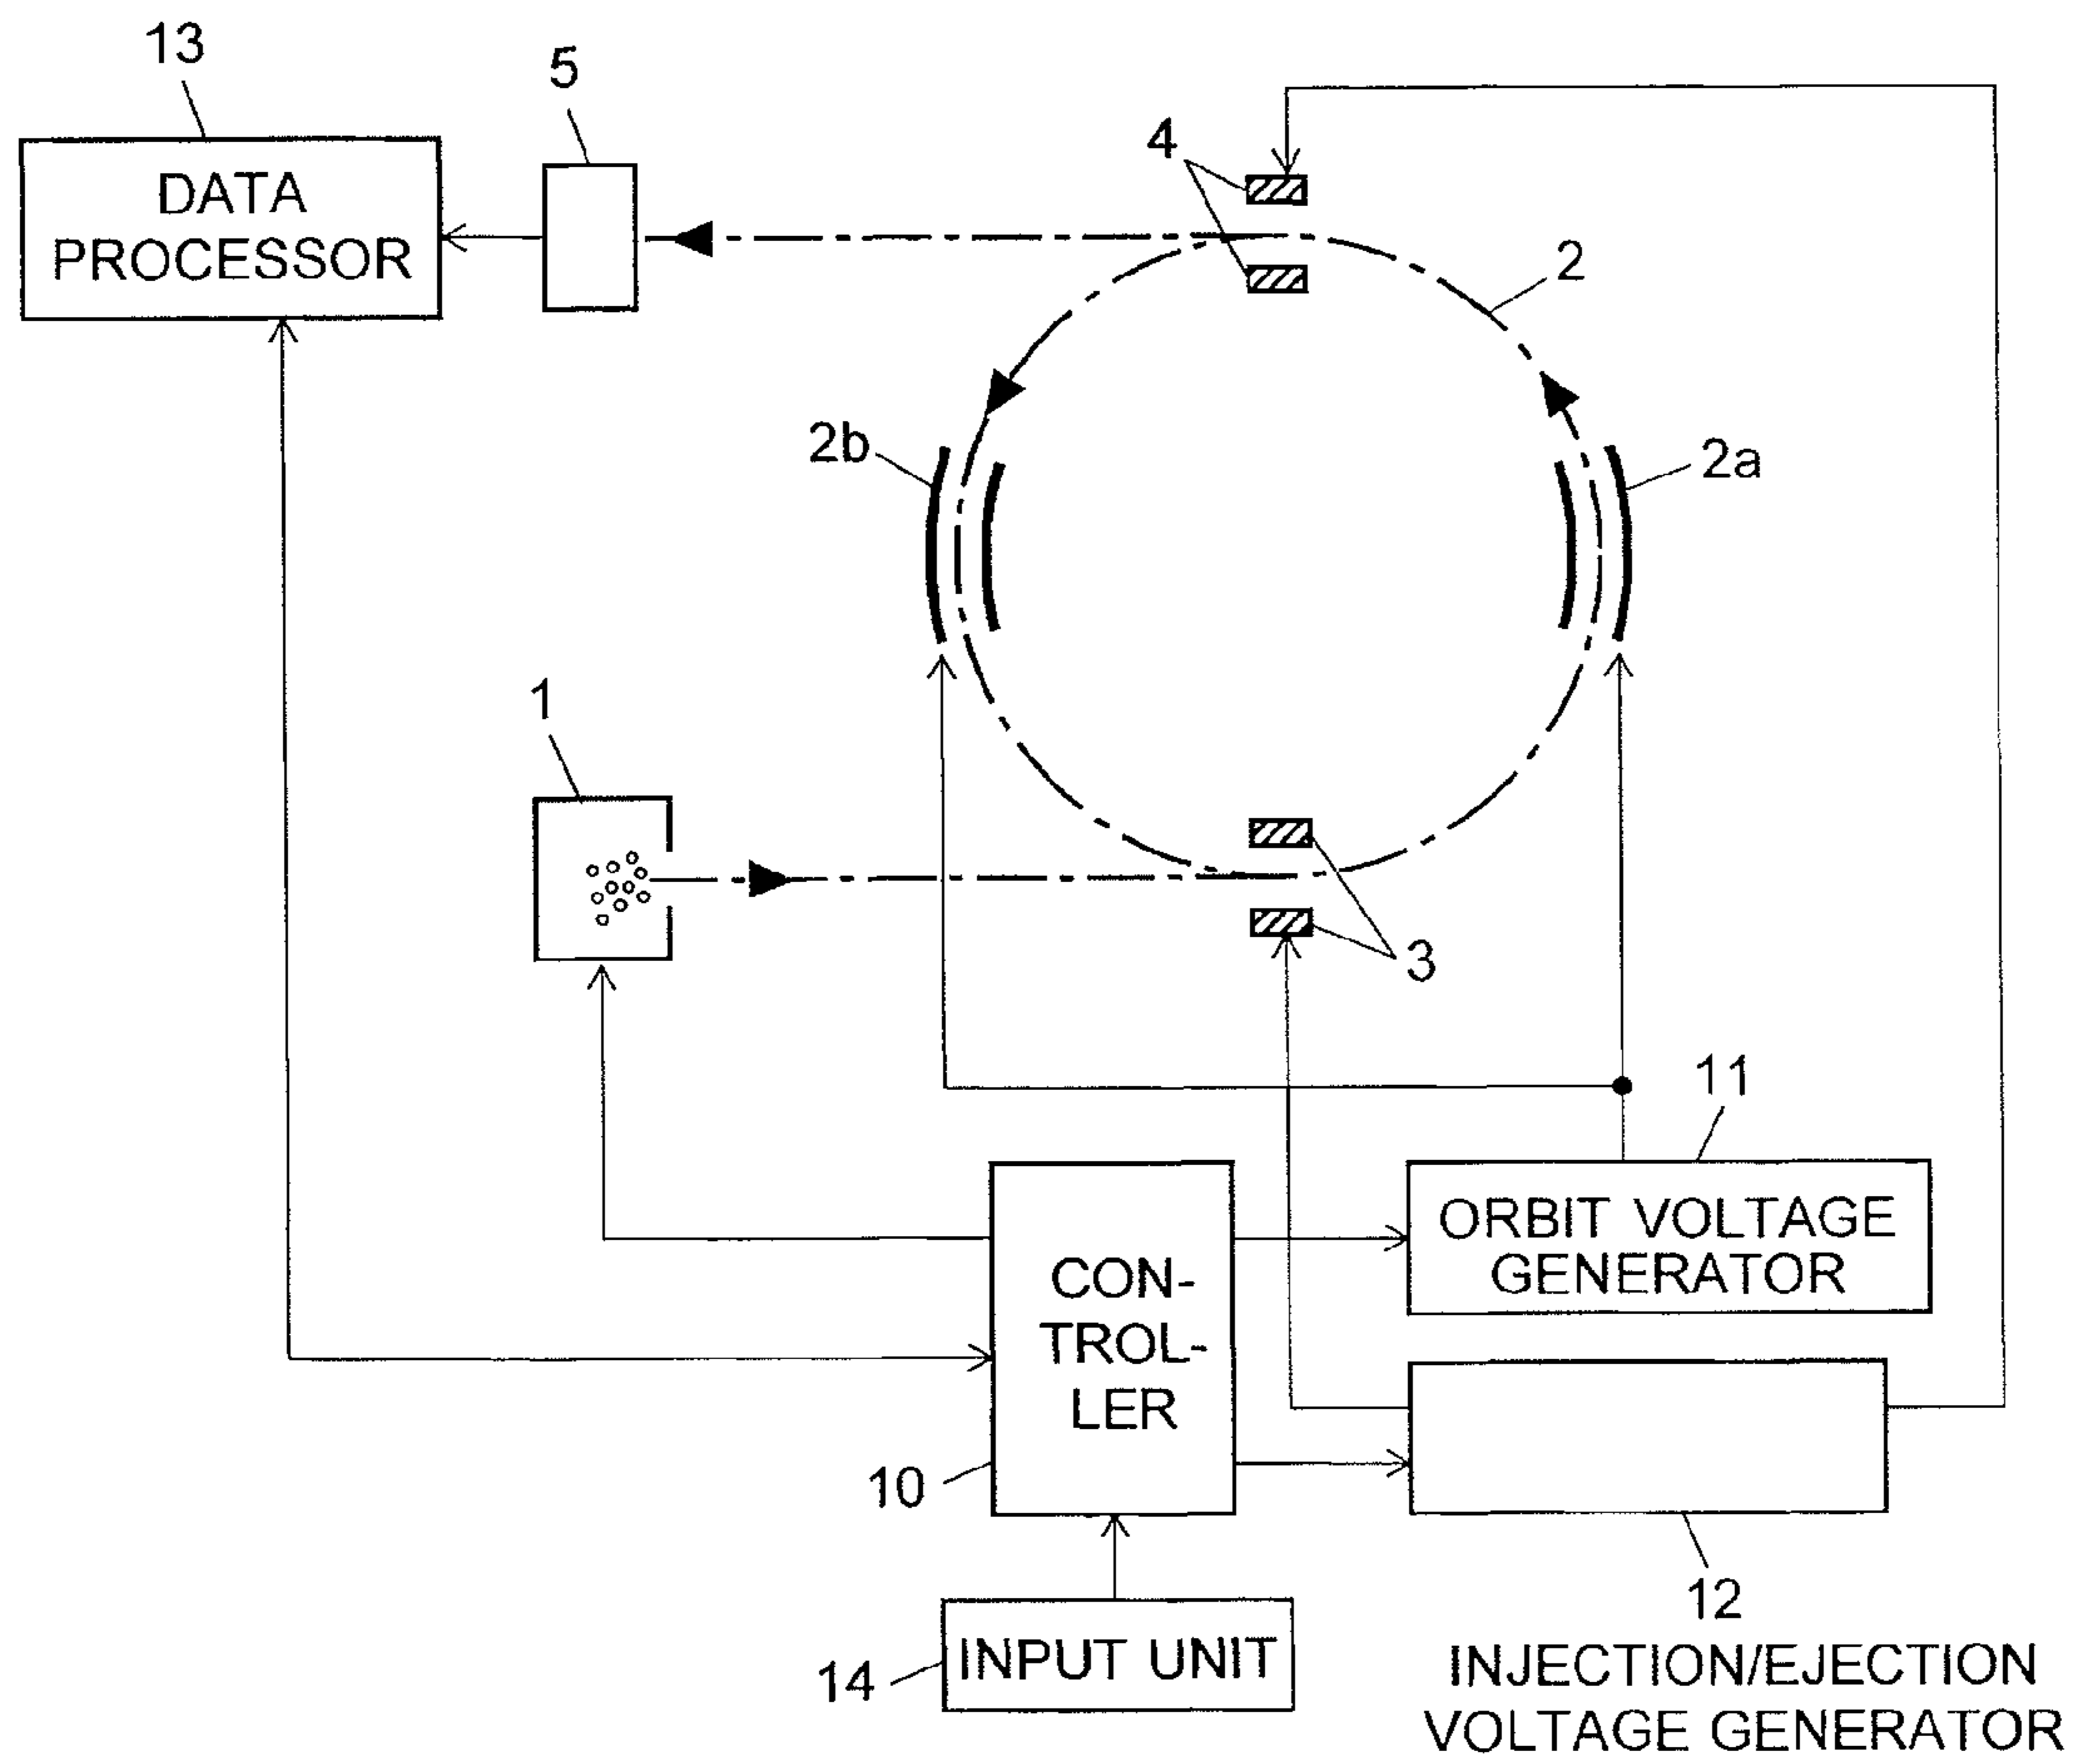 13
5
DATA
PROCESSOR
4
2
2b
2a
1
3
11
ORBIT VOLTAGE
GENERATOR
CON-
TROL-
LER
10
12
INPUT UNIT
14
INJECTION/EJECTION
VOLTAGE GENERATOR